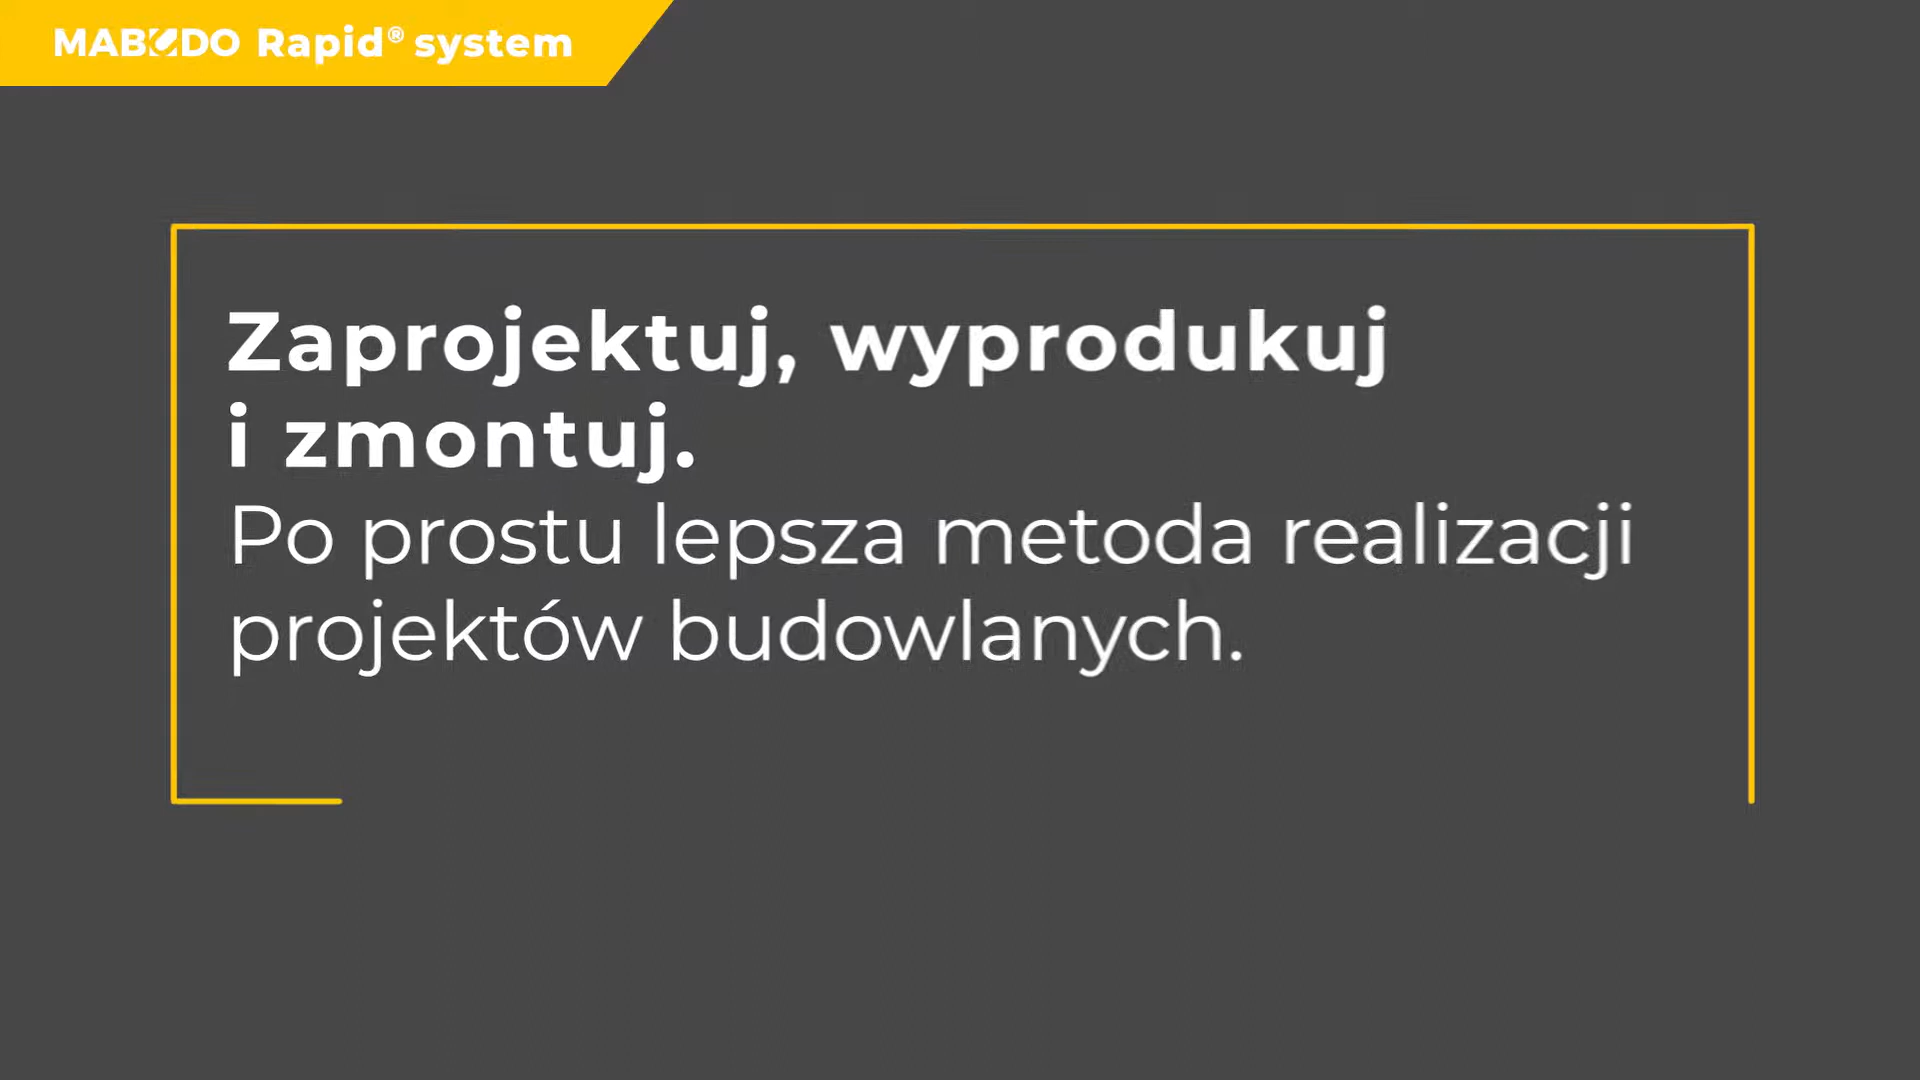 MABUDO Rapid® system
Zaprojektuj, wyprodukuj
i zmontuj.
Po prostu lepsza metoda realizacji
projektów budowlanych.